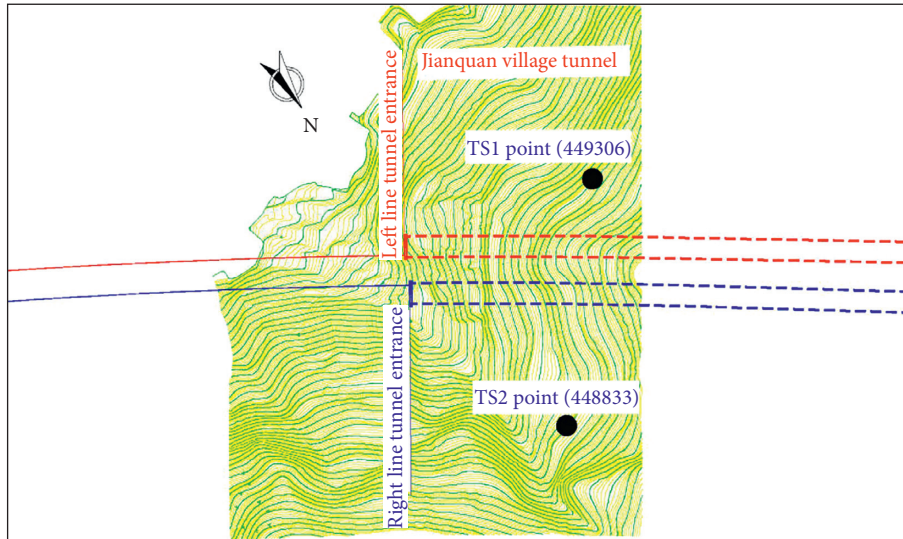 Jianquan village tunnel
Left line tunnel entrance
N
TS1 point (449306)
TS2 point (448833)
Right line tunnel entrance